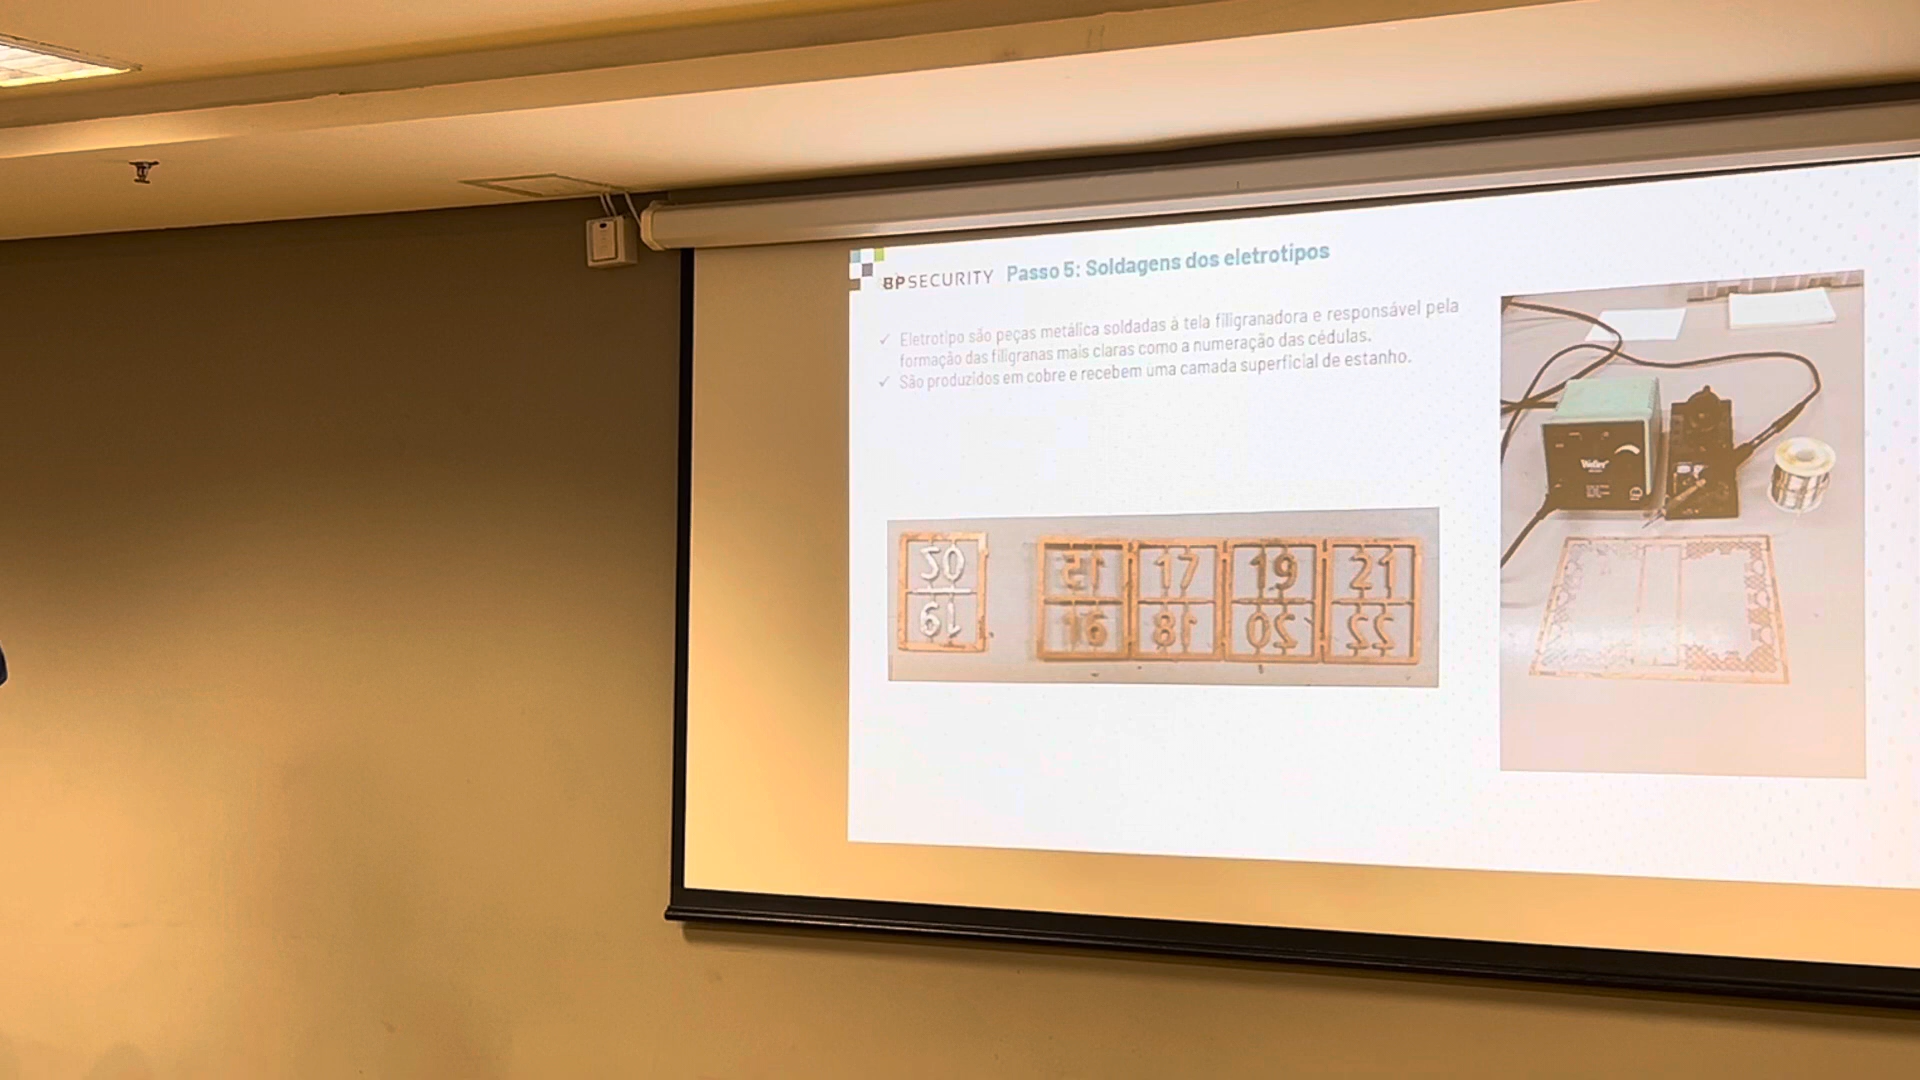 BPSECURITY Passo 5: Soldagens dos eletrotipos
✓ Eletrotipo são peças metálica soldadas à tela filigranadora e responsável pela
formação das filigranas mais claras como a numeração das cédulas.
✓ São produzidos em cobre e recebem uma camada superficial de estanho.
Weller
20 15 17 19 21
19 16 18 20 22